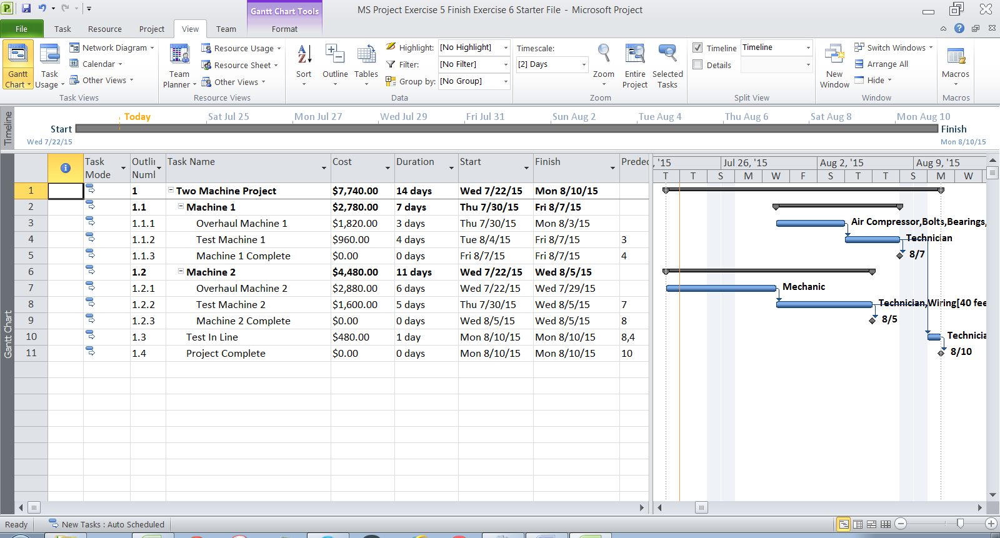 MS Project Exercise 5 Finish Exercise 6 Starter File - Microsoft Project
Gantt Chart Tools
File Task Resource Project View Team Format
Gantt Chart
Task Usage
Network Diagram
Calendar
Other Views
Task Views
Team Planner
Resource Usage
Resource Sheet
Other Views
Resource Views
Sort
Outline
Tables
Highlight: [No Highlight]
Filter: [No Filter]
Group by: [No Group]
Data
Timescale:
[2] Days
Zoom
Entire Project
Selected Tasks
Zoom
Timeline Timeline
Details
Split View
New Window
Switch Windows
Arrange All
Hide
Window
Macros
Macros
Timeline
Today Sat Jul 25 Mon Jul 27 Wed Jul 29 Fri Jul 31 Sun Aug 2 Tue Aug 4 Thu Aug 6 Sat Aug 8 Mon Aug 10
Start Finish
Wed 7/22/15 Mon 8/10/15
Gantt Chart
Task Mode Outli Numl Task Name Cost Duration Start Finish Predec
1 1 Two Machine Project $7,740.00 14 days Wed 7/22/15 Mon 8/10/15
2 1.1 Machine 1 $2,780.00 7 days Thu 7/30/15 Fri 8/7/15
3 1.1.1 Overhaul Machine 1 $1,820.00 3 days Thu 7/30/15 Mon 8/3/15
4 1.1.2 Test Machine 1 $960.00 4 days Tue 8/4/15 Fri 8/7/15 3
5 1.1.3 Machine 1 Complete $0.00 0 days Fri 8/7/15 Fri 8/7/15 4
6 1.2 Machine 2 $4,480.00 11 days Wed 7/22/15 Wed 8/5/15
7 1.2.1 Overhaul Machine 2 $2,880.00 6 days Wed 7/22/15 Wed 7/29/15
8 1.2.2 Test Machine 2 $1,600.00 5 days Thu 7/30/15 Wed 8/5/15 7
9 1.2.3 Machine 2 Complete $0.00 0 days Wed 8/5/15 Wed 8/5/15 8
10 1.3 Test In Line $480.00 1 day Mon 8/10/15 Mon 8/10/15 8,4
11 1.4 Project Complete $0.00 0 days Mon 8/10/15 Mon 8/10/15 10
, '15 Jul 26, '15 Aug 2, '15 Aug 9, '15
T T S M W F S T T S M W
Air Compressor,Bolts,Bearings,
Technician
8/7
Mechanic
Technician,Wiring[40 fee
8/5
Technicia
8/10
Ready New Tasks : Auto Scheduled